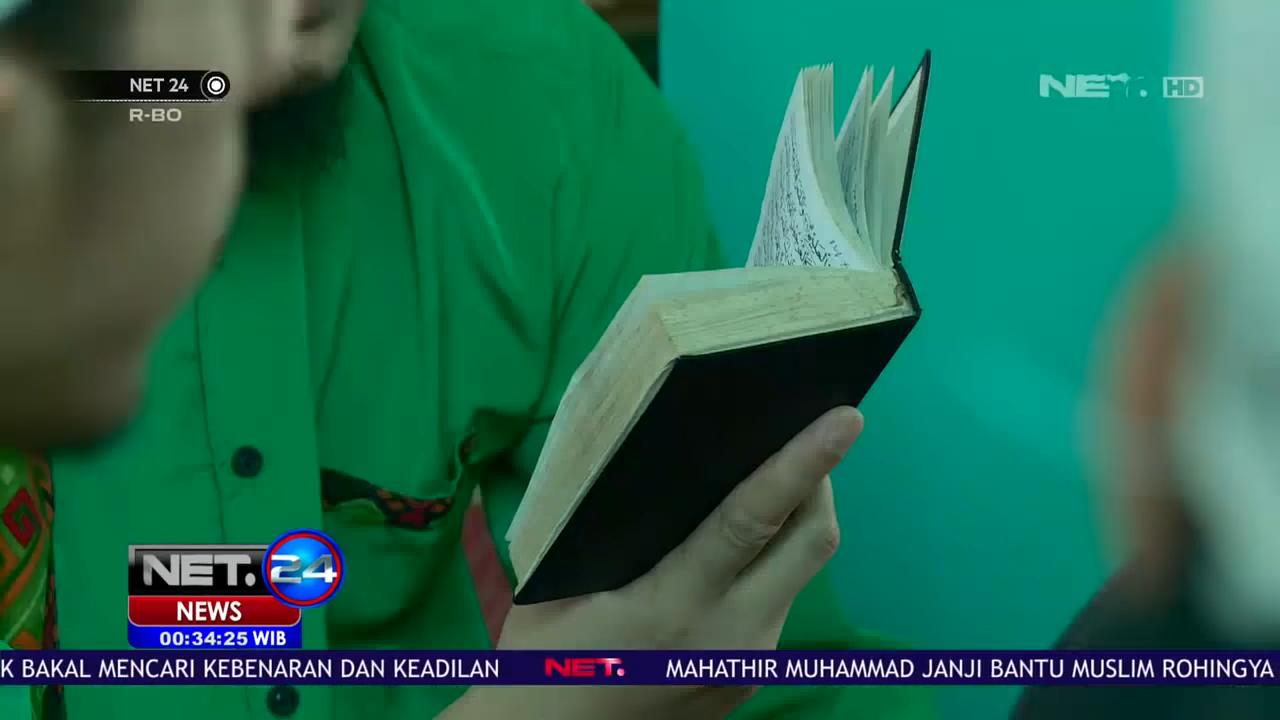 NET 24
R-BO
NET. HD
NET. 24
NEWS
00:34:25 WIB
K BAKAL MENCARI KEBENARAN DAN KEADILAN NET. MAHATHIR MUHAMMAD JANJI BANTU MUSLIM ROHINGYA